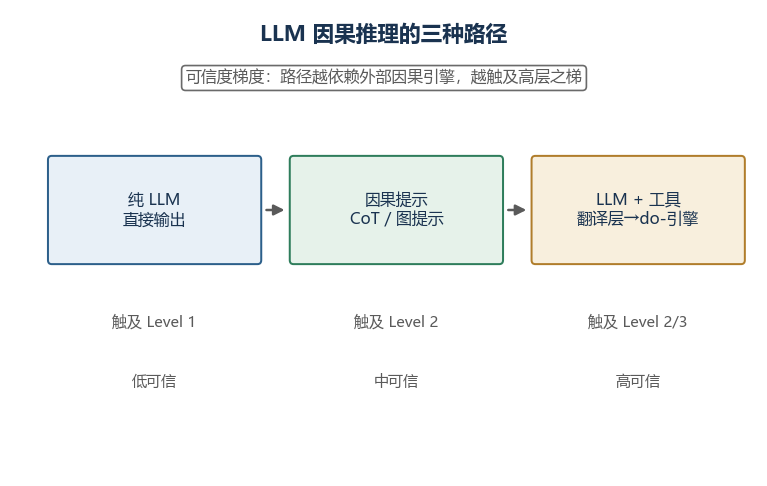 LLM 因果推理的三种路径
可信度梯度：路径越依赖外部因果引擎，越触及高层之梯
纯 LLM
直接输出
因果提示
CoT / 图提示
LLM + 工具
翻译层→do-引擎
触及 Level 1
触及 Level 2
触及 Level 2/3
低可信
中可信
高可信